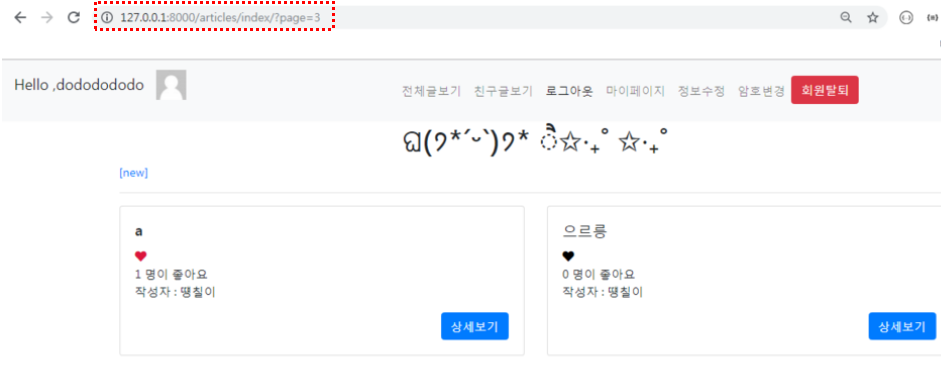 127.0.0.1:8000/articles/index/?page=3
Hello ,dododododo
전체글보기 친구글보기 로그아웃 마이페이지 정보수정 암호변경 회원탈퇴
[new]
a
1 명이 좋아요
작성자 : 땡칠이
상세보기
으르릉
0 명이 좋아요
작성자 : 땡칠이
상세보기